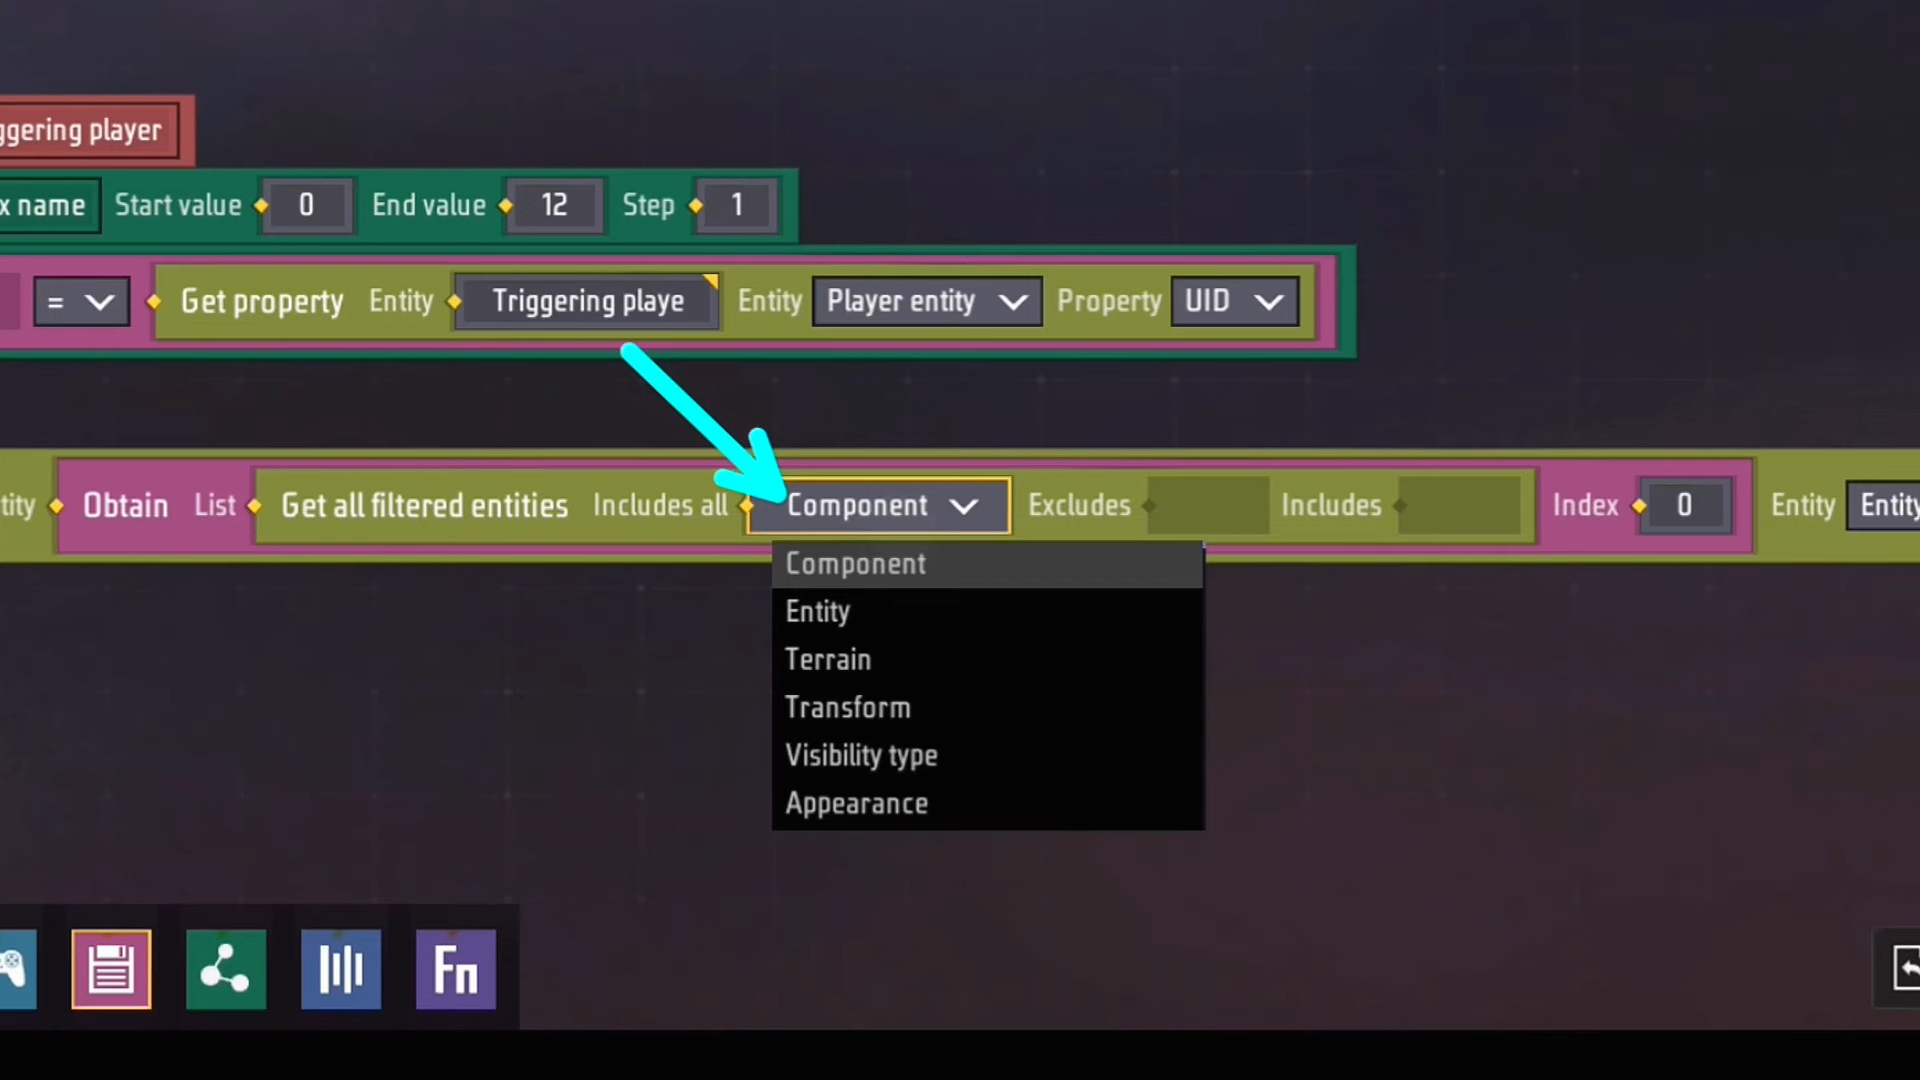 ggering player
x name Start value 0 End value 12 Step 1
= Get property Entity Triggering playe Entity Player entity Property UID
tity Obtain List Get all filtered entities Includes all Component Excludes Includes Index 0 Entity Entity
Component
Entity
Terrain
Transform
Visibility type
Appearance
Fn